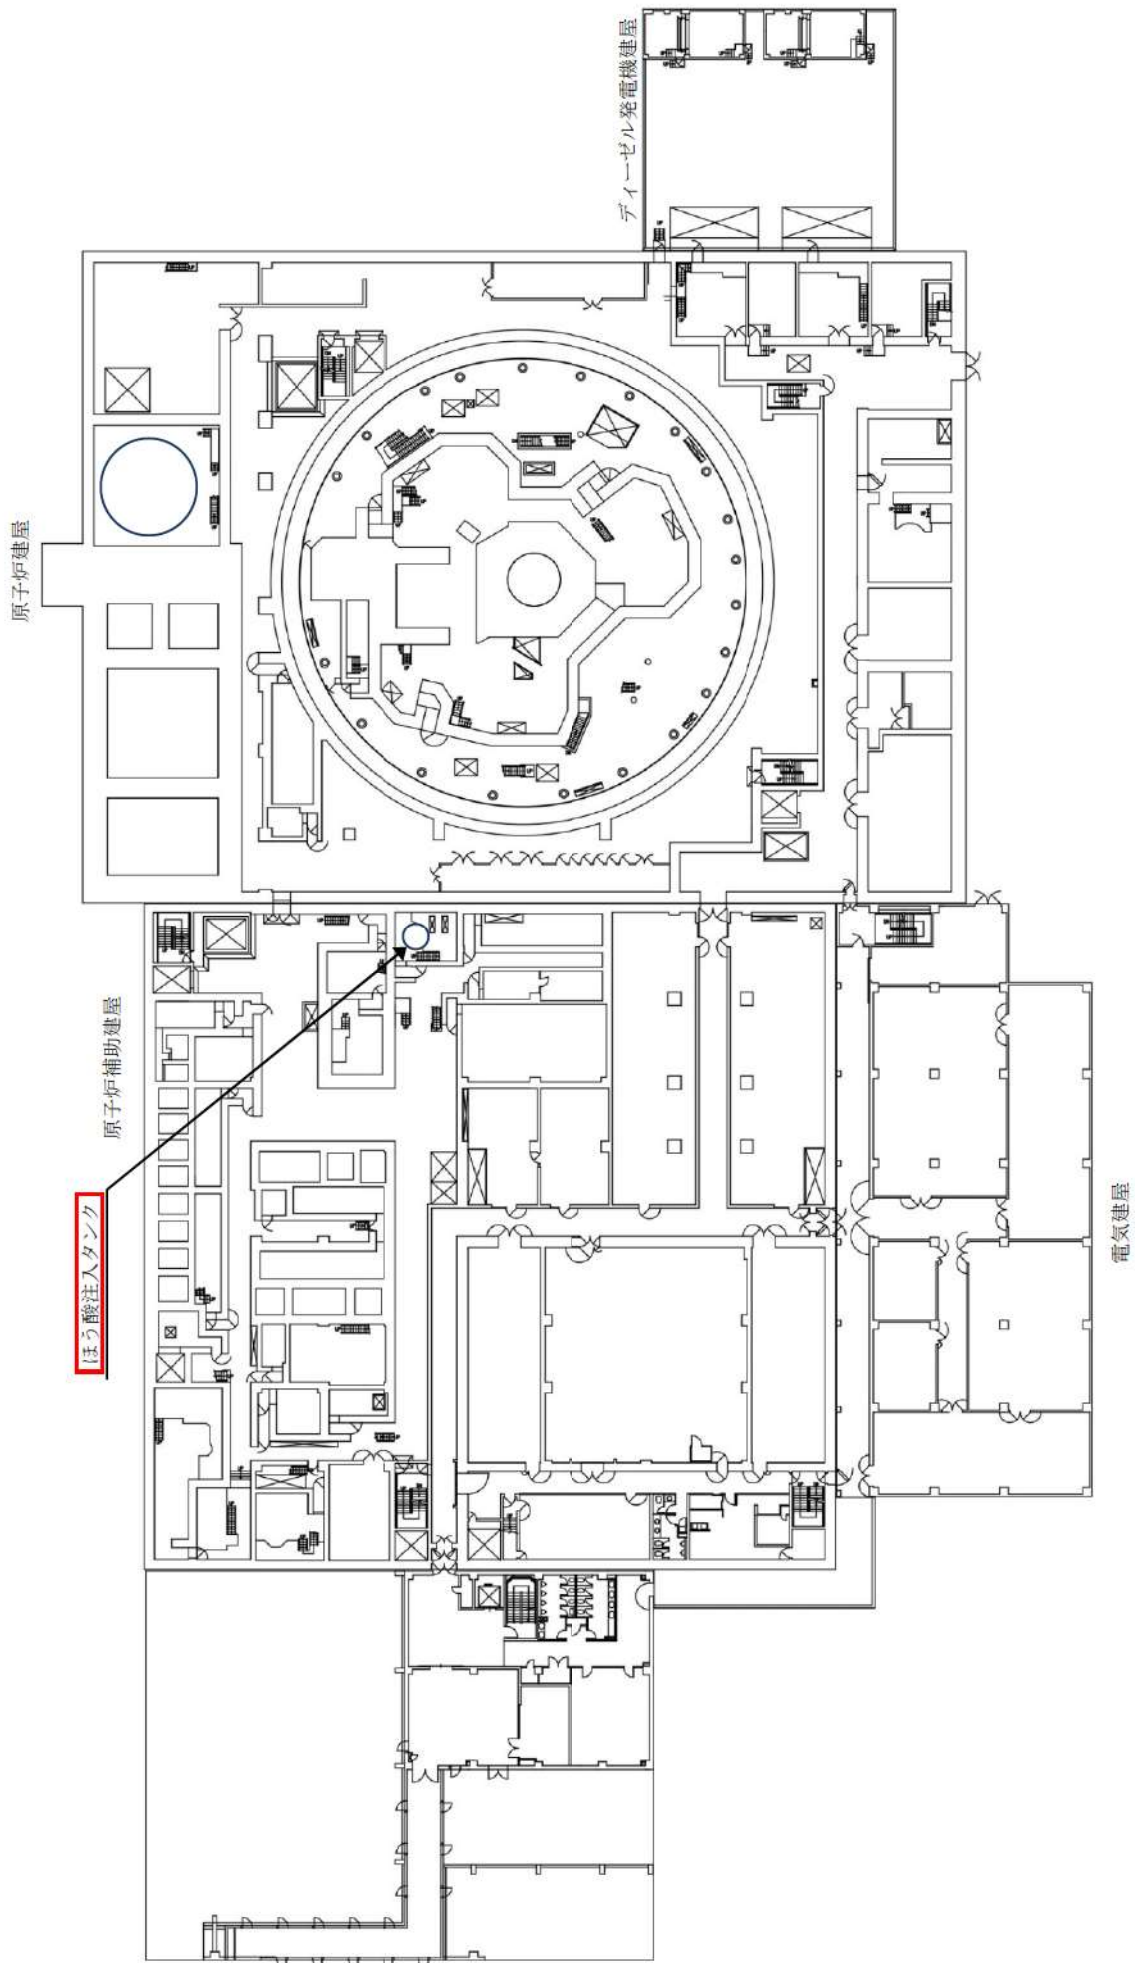 ディーゼル発電機建屋
原子炉建屋
原子炉補助建屋
ほう酸注入タンク
電気建屋